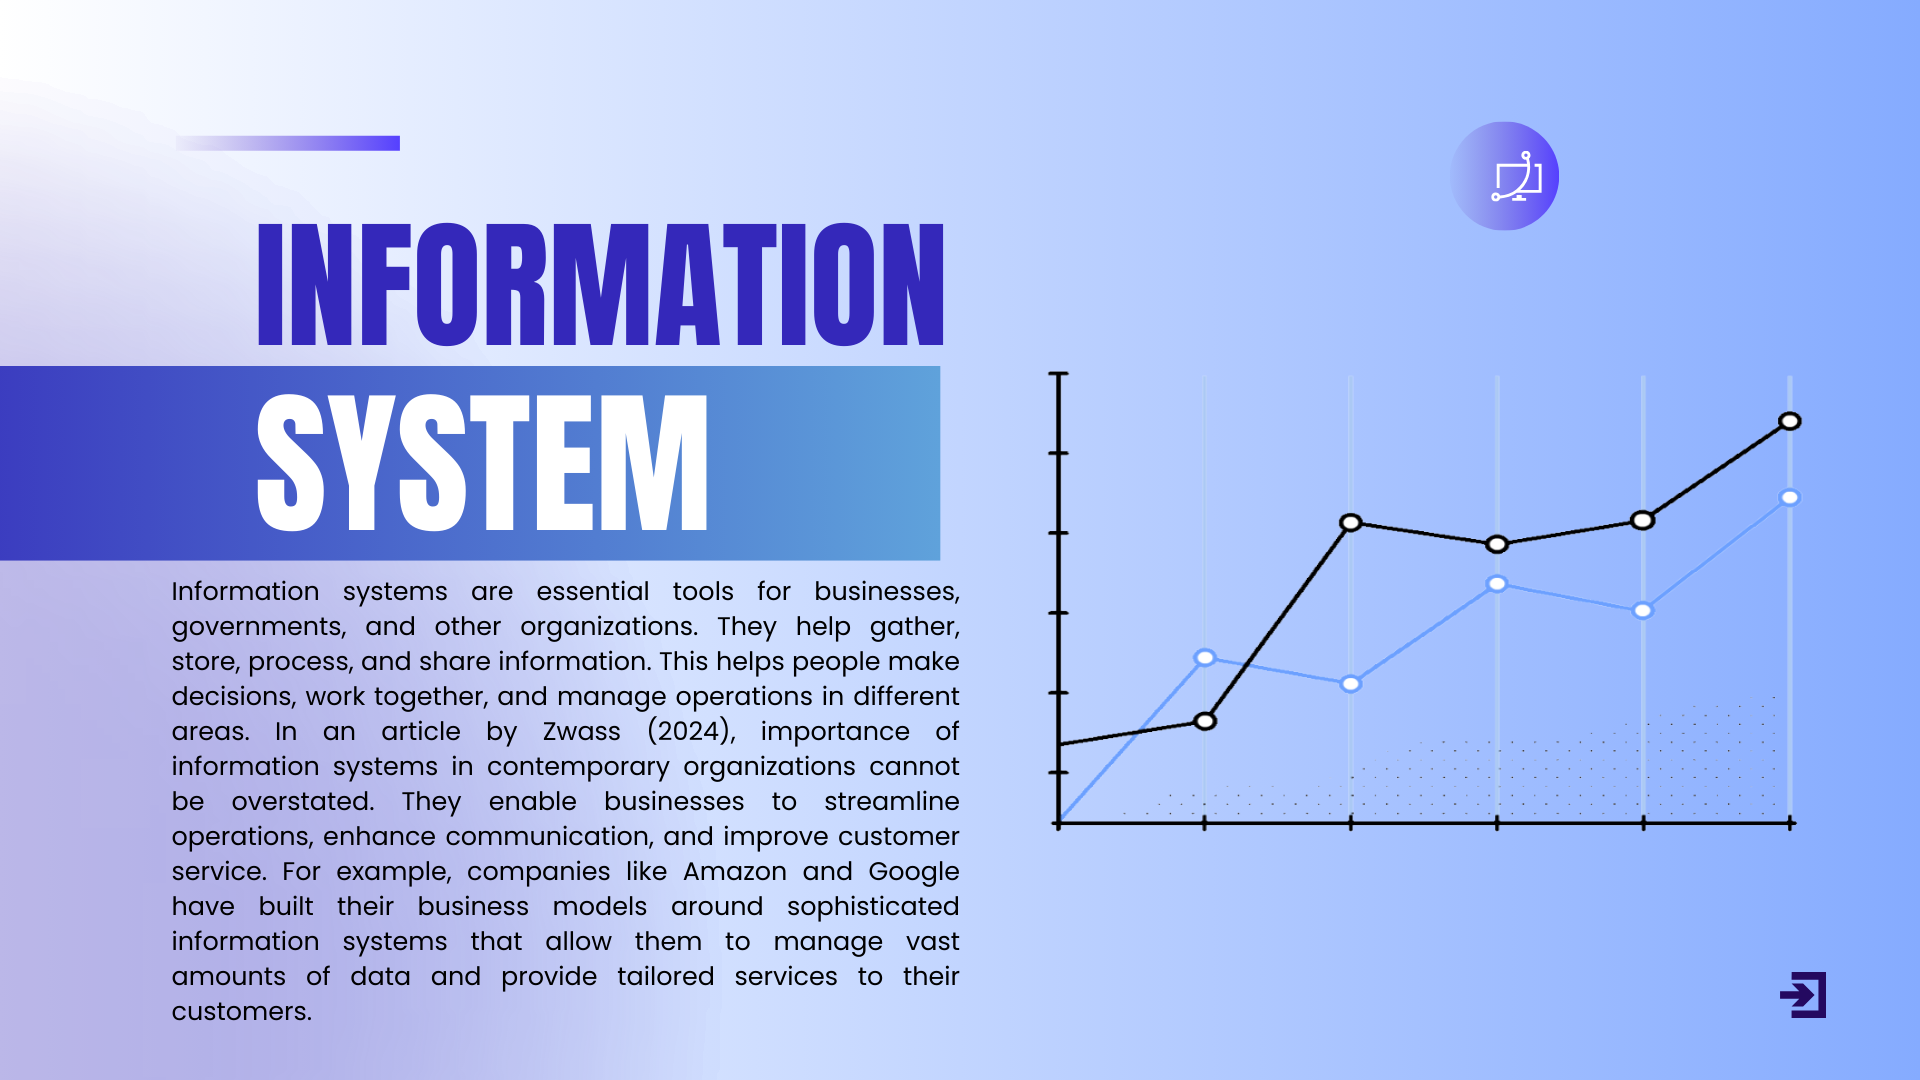 INFORMATION
SYSTEM
Information systems are essential tools for businesses,
governments, and other organizations. They help gather,
store, process, and share information. This helps people make
decisions, work together, and manage operations in different
areas. In an article by Zwass (2024), importance of
information systems in contemporary organizations cannot
be overstated. They enable businesses to streamline
operations, enhance communication, and improve customer
service. For example, companies like Amazon and Google
have built their business models around sophisticated
information systems that allow them to manage vast
amounts of data and provide tailored services to their
customers.